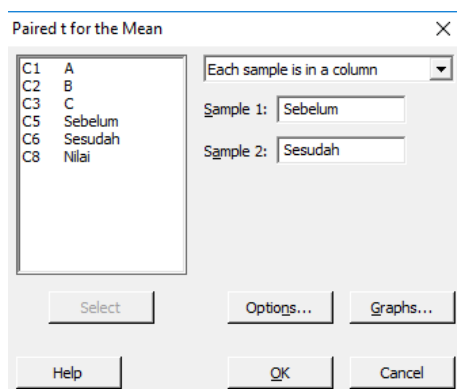 Paired t for the Mean
C1 A
C2 B
C3 C
C5 Sebelum
C6 Sesudah
C8 Nilai
Each sample is in a column
Sample 1: Sebelum
Sample 2: Sesudah
Select
Options...
Graphs...
Help
OK
Cancel